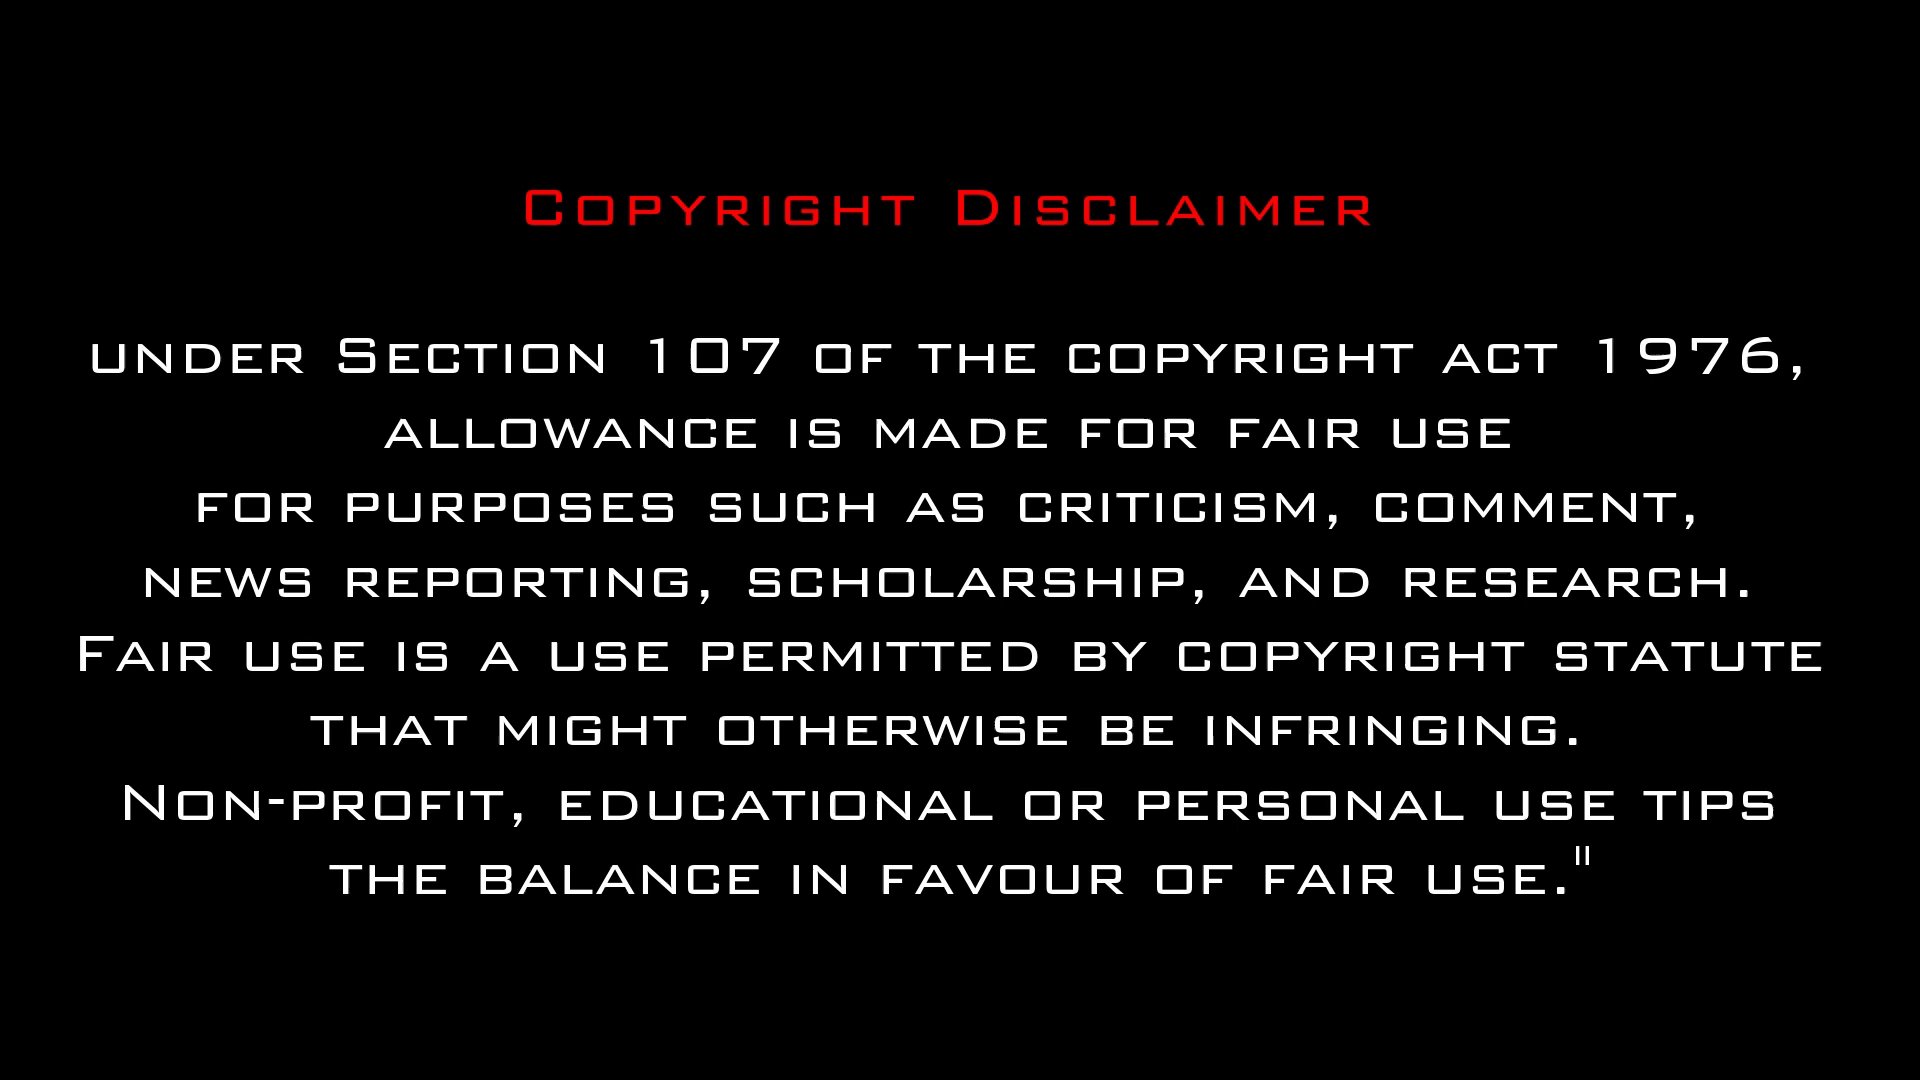 Copyright Disclaimer
under Section 107 of the copyright act 1976,
allowance is made for fair use
for purposes such as criticism, comment,
news reporting, scholarship, and research.
Fair use is a use permitted by copyright statute
that might otherwise be infringing.
Non-profit, educational or personal use tips
the balance in favour of fair use."